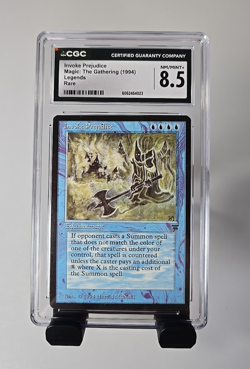 CGC CERTIFIED GUARANTY COMPANY
Invoke Prejudice
Magic: The Gathering (1994)
Legends
Rare
NM/MINT+
8.5
Invoke Prejudice
If opponent casts a Summon spell
that does not match the color of
one of the creatures under your
control, that spell is countered
unless the caster pays an additional
X where X is the casting cost of
the Summon spell.